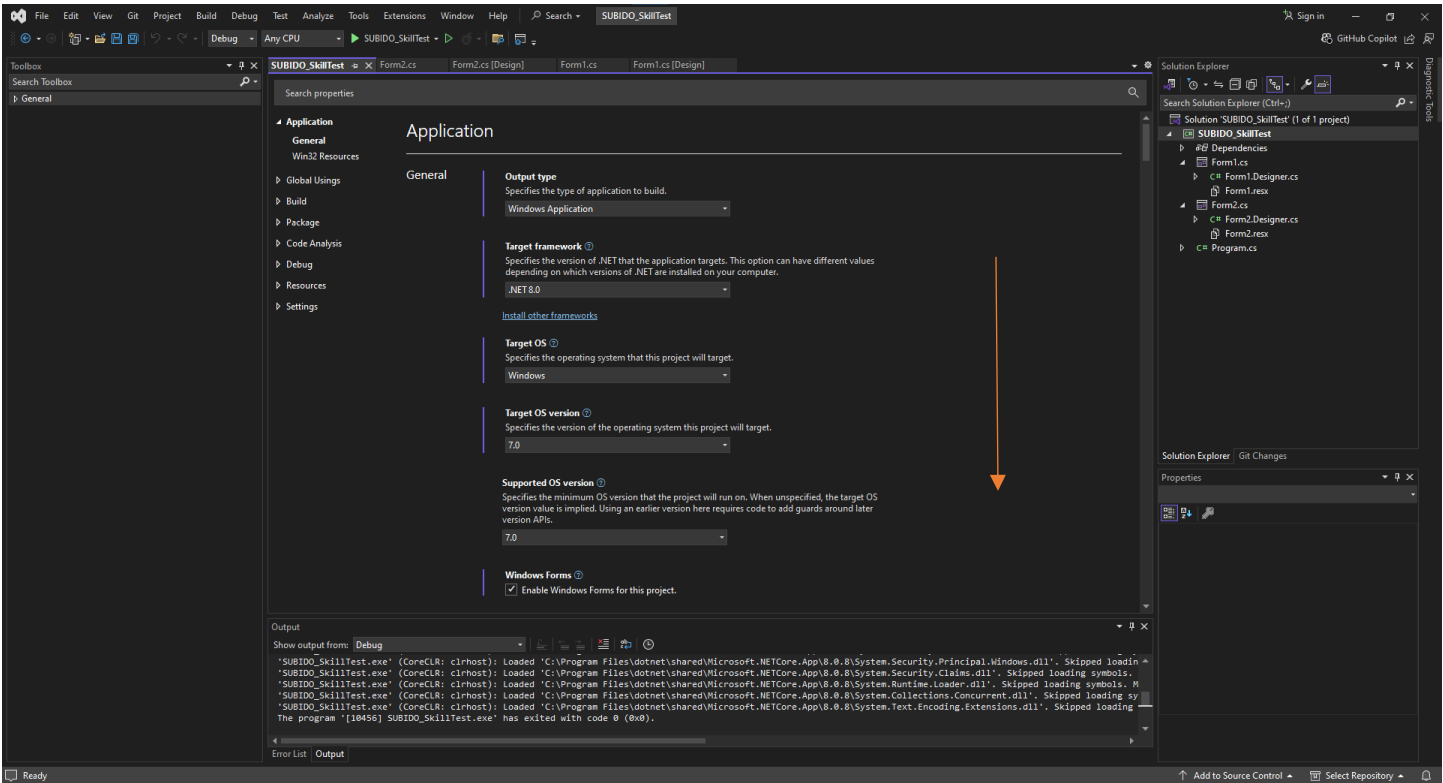 File Edit View Git Project Build Debug Test Analyze Tools Extensions Window Help Search SUBIDO_SkillTest Sign in
Debug Any CPU SUBIDO_SkillTest GitHub Copilot
Toolbox
Search Toolbox
General
SUBIDO_SkillTest Form2.cs Form2.cs [Design] Form1.cs Form1.cs [Design]
Search properties
Application
General
Win32 Resources
Global Usings
Build
Package
Code Analysis
Debug
Resources
Settings
Application
General
Output type
Specifies the type of application to build.
Windows Application
Target framework
Specifies the version of .NET that the application targets. This option can have different values
depending on which versions of .NET are installed on your computer.
.NET 8.0
Install other frameworks
Target OS
Specifies the operating system that this project will target.
Windows
Target OS version
Specifies the version of the operating system this project will target.
7.0
Supported OS version
Specifies the minimum OS version that the project will run on. When unspecified, the target OS
version value is implied. Using an earlier version here requires code to add guards around later
version APIs.
7.0
Windows Forms
Enable Windows Forms for this project.
Output
Show output from: Debug
'SUBIDO_SkillTest.exe' (CoreCLR: clrhost): Loaded 'C:\Program Files\dotnet\shared\Microsoft.NETCore.App\8.0.8\System.Security.Principal.Windows.dll'. Skipped loadin
'SUBIDO_SkillTest.exe' (CoreCLR: clrhost): Loaded 'C:\Program Files\dotnet\shared\Microsoft.NETCore.App\8.0.8\System.Security.Claims.dll'. Skipped loading symbols.
'SUBIDO_SkillTest.exe' (CoreCLR: clrhost): Loaded 'C:\Program Files\dotnet\shared\Microsoft.NETCore.App\8.0.8\System.Runtime.Loader.dll'. Skipped loading symbols. M
'SUBIDO_SkillTest.exe' (CoreCLR: clrhost): Loaded 'C:\Program Files\dotnet\shared\Microsoft.NETCore.App\8.0.8\System.Collections.Concurrent.dll'. Skipped loading sy
'SUBIDO_SkillTest.exe' (CoreCLR: clrhost): Loaded 'C:\Program Files\dotnet\shared\Microsoft.NETCore.App\8.0.8\System.Text.Encoding.Extensions.dll'. Skipped loading
The program '[10456] SUBIDO_SkillTest.exe' has exited with code 0 (0x0).
Error List Output
Solution Explorer
Search Solution Explorer (Ctrl+;)
Solution 'SUBIDO_SkillTest' (1 of 1 project)
SUBIDO_SkillTest
Dependencies
Form1.cs
C# Form1.Designer.cs
Form1.resx
Form2.cs
C# Form2.Designer.cs
Form2.resx
C# Program.cs
Solution Explorer Git Changes
Properties
Diagnostic Tools
Ready Add to Source Control Select Repository